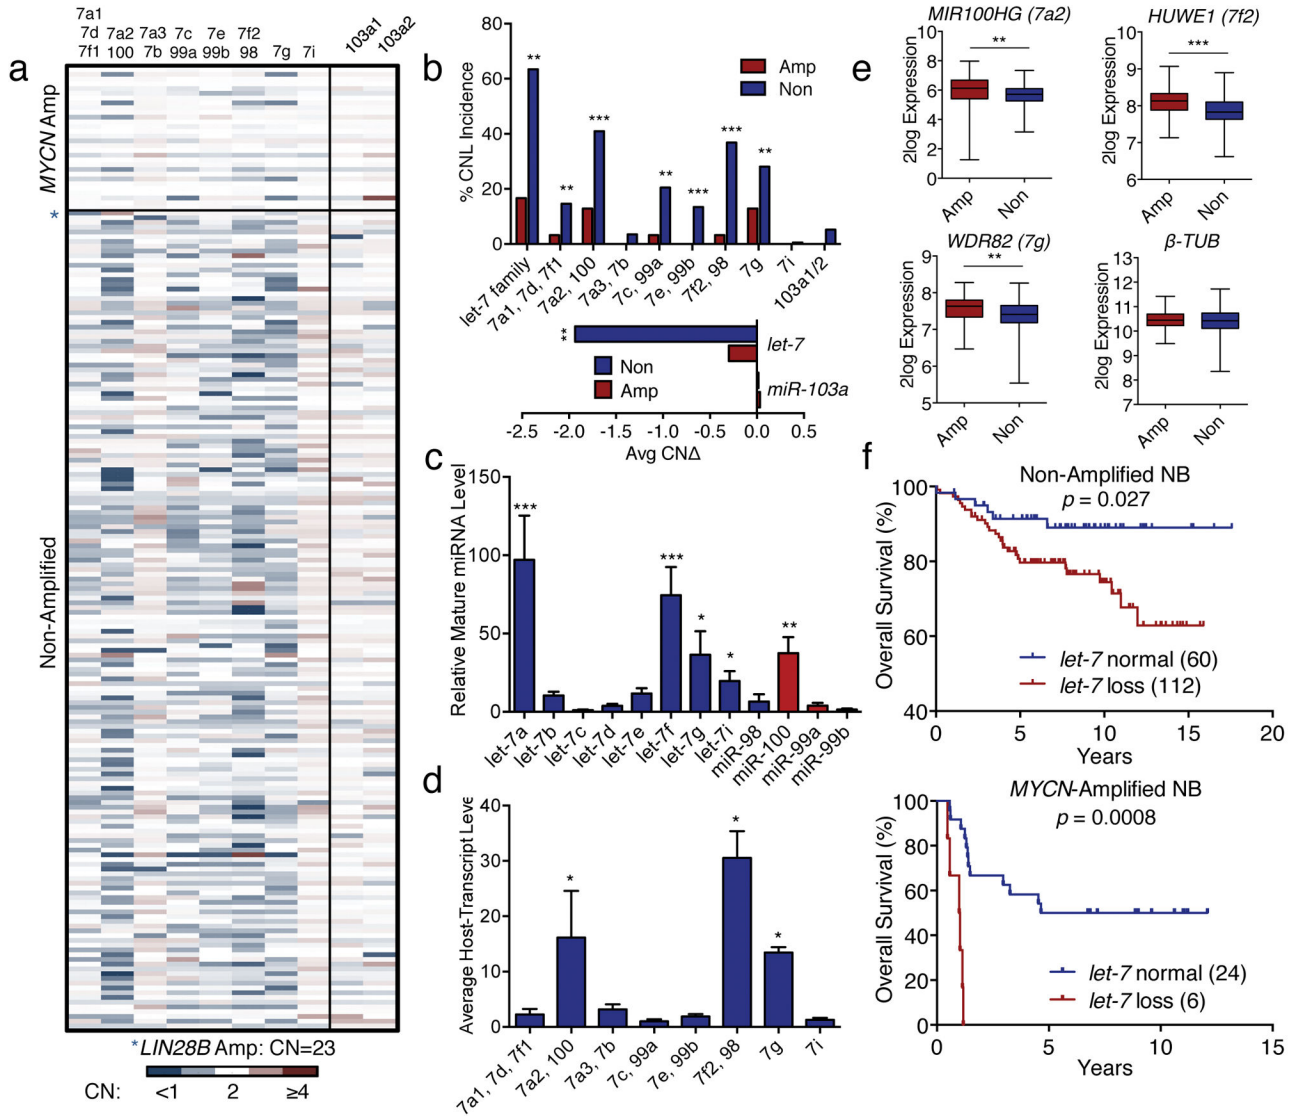 a
7a1
7d 7a2 7a3 7c 7e 7f2
7f1 100 7b 99a 99b 98 7g 7i 103a1 103a2
MYCN Amp
*
Non-Amplified
*LIN28B Amp: CN=23
CN: <1 2 ≥4
b
% CNL Incidence
80
60
40
20
0
Amp
Non
** ** *** ** *** *** **
let-7 family
7a1, 7d, 7f1
7a2, 100
7a3, 7b
7c, 99a
7e, 99b
7f2, 98
7g
7i
103a1/2
**
let-7
Non
Amp
miR-103a
-2.5 -2.0 -1.5 -1.0 -0.5 0.0 0.5
Avg CNΔ
c
Relative Mature miRNA Level
150
100
50
0
*** *** * * **
let-7a
let-7b
let-7c
let-7d
let-7e
let-7f
let-7g
let-7i
miR-98
miR-100
miR-99a
miR-99b
d
Average Host-Transcript Leve
40
30
20
10
0
* * *
7a1, 7d, 7f1
7a2, 100
7a3, 7b
7c, 99a
7e, 99b
7f2, 98
7g
7i
e
MIR100HG (7a2)
2log Expression
10
8
6
4
2
0
**
Amp Non
HUWE1 (7f2)
2log Expression
10
9
8
7
6
***
Amp Non
WDR82 (7g)
2log Expression
9
8
7
6
5
**
Amp Non
β-TUB
2log Expression
13
12
11
10
9
8
7
Amp Non
f
Non-Amplified NB
p = 0.027
Overall Survival (%)
100
80
60
40
let-7 normal (60)
let-7 loss (112)
0 5 10 15 20
Years
MYCN-Amplified NB
p = 0.0008
Overall Survival (%)
100
80
60
40
20
0
let-7 normal (24)
let-7 loss (6)
0 5 10 15
Years